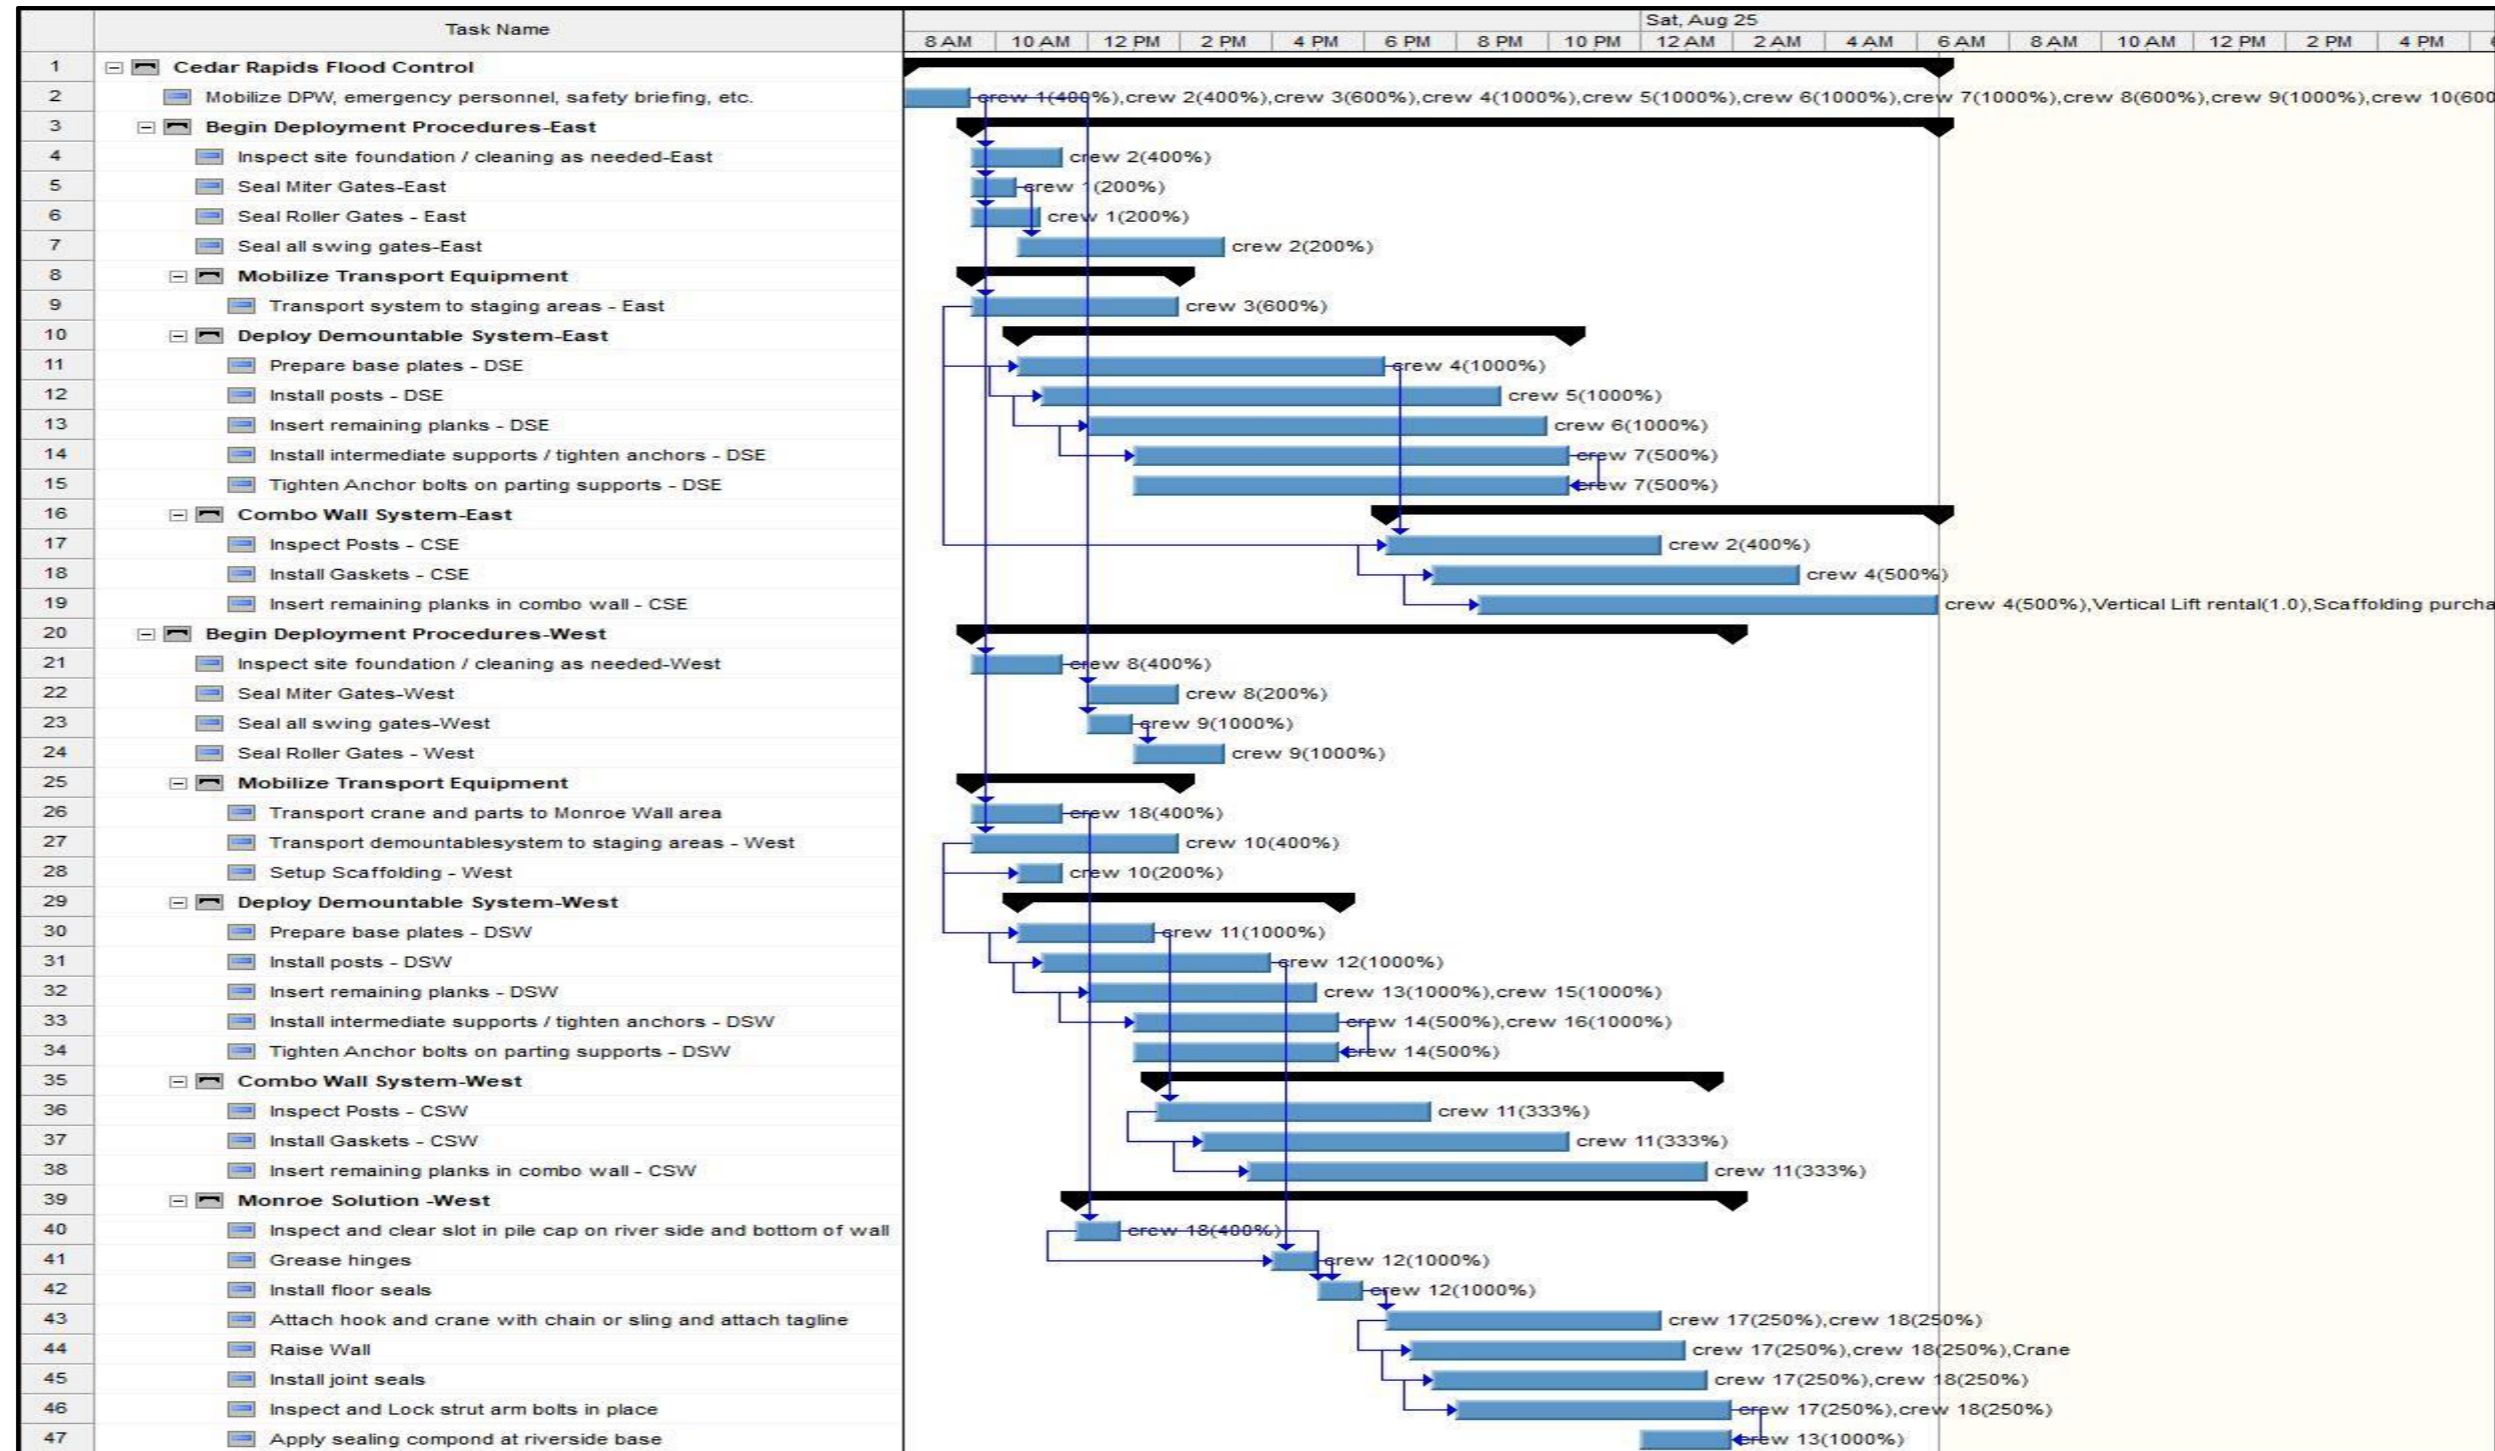 Task Name
Sat, Aug 25
8 AM 10 AM 12 PM 2 PM 4 PM 6 PM 8 PM 10 PM 12 AM 2 AM 4 AM 6 AM 8 AM 10 AM 12 PM 2 PM 4 PM
1 Cedar Rapids Flood Control
2 Mobilize DPW, emergency personnel, safety briefing, etc. crew 1(400%),crew 2(400%),crew 3(600%),crew 4(1000%),crew 5(1000%),crew 6(1000%),crew 7(1000%),crew 8(600%),crew 9(1000%),crew 10(600
3 Begin Deployment Procedures-East
4 Inspect site foundation / cleaning as needed-East crew 2(400%)
5 Seal Miter Gates-East crew 1(200%)
6 Seal Roller Gates - East crew 1(200%)
7 Seal all swing gates-East crew 2(200%)
8 Mobilize Transport Equipment
9 Transport system to staging areas - East crew 3(600%)
10 Deploy Demountable System-East
11 Prepare base plates - DSE crew 4(1000%)
12 Install posts - DSE crew 5(1000%)
13 Insert remaining planks - DSE crew 6(1000%)
14 Install intermediate supports / tighten anchors - DSE crew 7(500%)
15 Tighten Anchor bolts on parting supports - DSE crew 7(500%)
16 Combo Wall System-East
17 Inspect Posts - CSE crew 2(400%)
18 Install Gaskets - CSE crew 4(500%)
19 Insert remaining planks in combo wall - CSE crew 4(500%),Vertical Lift rental(1.0),Scaffolding purcha
20 Begin Deployment Procedures-West
21 Inspect site foundation / cleaning as needed-West crew 8(400%)
22 Seal Miter Gates-West crew 8(200%)
23 Seal all swing gates-West crew 9(1000%)
24 Seal Roller Gates - West crew 9(1000%)
25 Mobilize Transport Equipment
26 Transport crane and parts to Monroe Wall area crew 18(400%)
27 Transport demountablesystem to staging areas - West crew 10(400%)
28 Setup Scaffolding - West crew 10(200%)
29 Deploy Demountable System-West
30 Prepare base plates - DSW crew 11(1000%)
31 Install posts - DSW crew 12(1000%)
32 Insert remaining planks - DSW crew 13(1000%),crew 15(1000%)
33 Install intermediate supports / tighten anchors - DSW crew 14(500%),crew 16(1000%)
34 Tighten Anchor bolts on parting supports - DSW crew 14(500%)
35 Combo Wall System-West
36 Inspect Posts - CSW crew 11(333%)
37 Install Gaskets - CSW crew 11(333%)
38 Insert remaining planks in combo wall - CSW crew 11(333%)
39 Monroe Solution -West
40 Inspect and clear slot in pile cap on river side and bottom of wall crew 18(400%)
41 Grease hinges crew 12(1000%)
42 Install floor seals crew 12(1000%)
43 Attach hook and crane with chain or sling and attach tagline crew 17(250%),crew 18(250%)
44 Raise Wall crew 17(250%),crew 18(250%),Crane
45 Install joint seals crew 17(250%),crew 18(250%)
46 Inspect and Lock strut arm bolts in place crew 17(250%),crew 18(250%)
47 Apply sealing compond at riverside base crew 13(1000%)